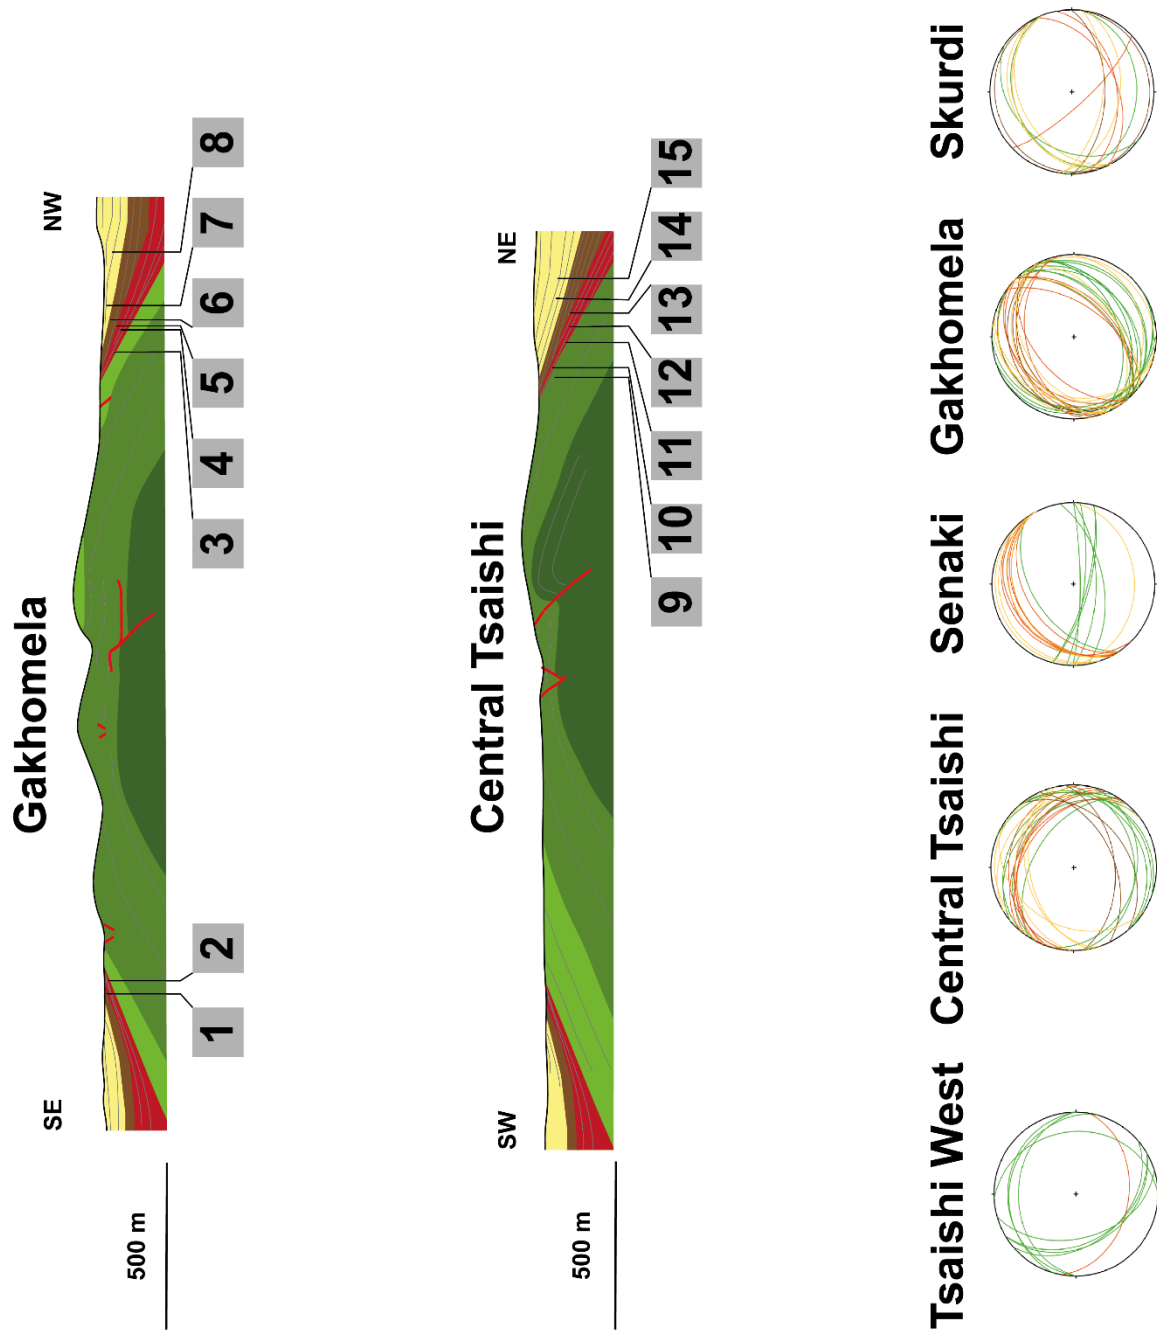 Gakhomela
SE
NW
1
2
3
4
5
6
7
8
500 m
Central Tsaishi
SW
NE
9
10
11
12
13
14
15
500 m
Tsaishi West
Central Tsaishi
Senaki
Gakhomela
Skurdi